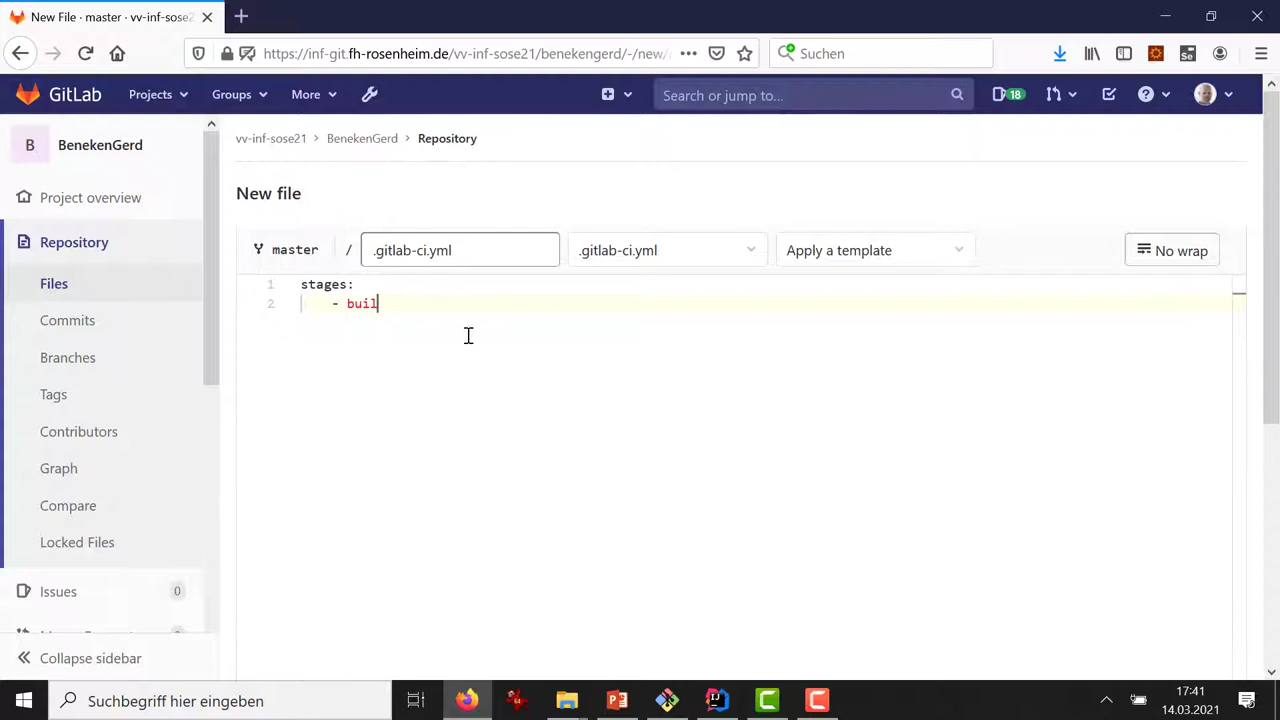 New File · master · vv-inf-sose2
https://inf-git.fh-rosenheim.de/vv-inf-sose21/benekengerd/-/new/
Suchen
GitLab
Projects
Groups
More
Search or jump to...
18
B
BenekenGerd
vv-inf-sose21 > BenekenGerd > Repository
Project overview
New file
Repository
master / .gitlab-ci.yml
.gitlab-ci.yml
Apply a template
No wrap
1 stages:
2 - buil
Files
Commits
Branches
Tags
Contributors
Graph
Compare
Locked Files
Issues 0
Collapse sidebar
Suchbegriff hier eingeben
17:41
14.03.2021